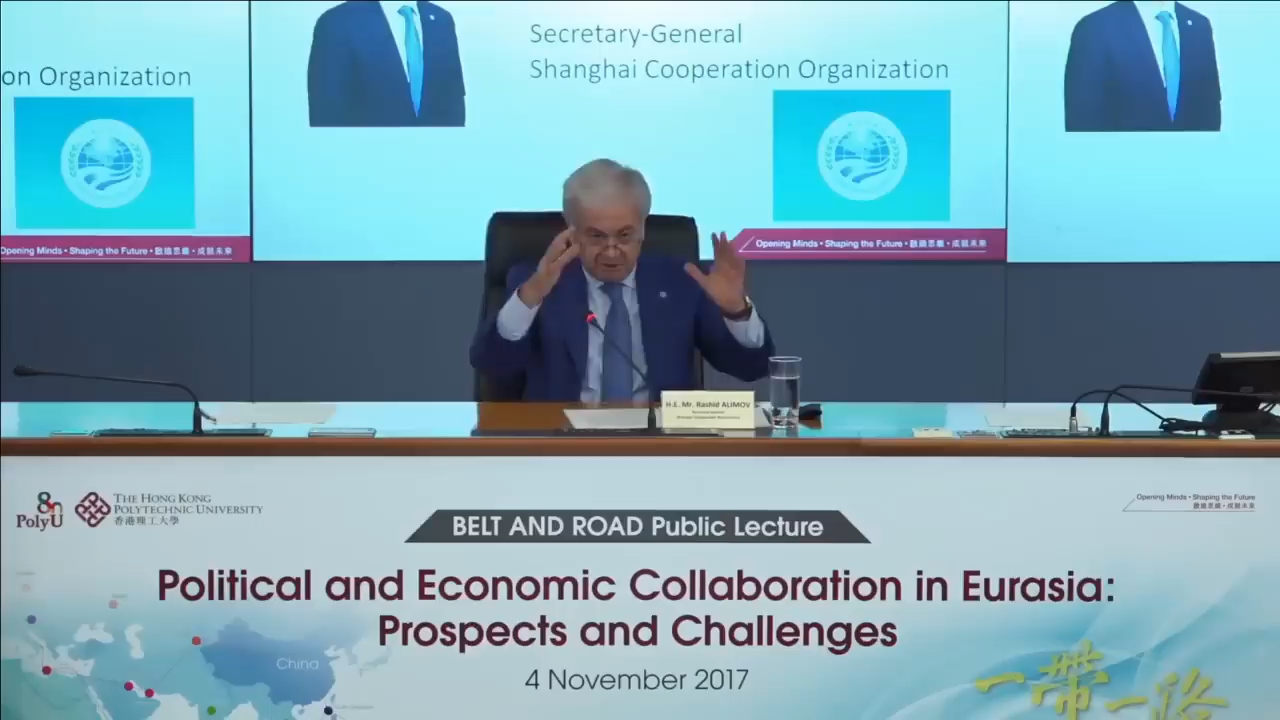 on Organization
Secretary-General
Shanghai Cooperation Organization
Opening Minds • Shaping the Future • 啟迪思維 • 成就未來
Opening Minds • Shaping the Future • 啟迪思維 • 成就未來
H.E. Mr. Rashid ALIMOV
PolyU
THE HONG KONG
POLYTECHNIC UNIVERSITY
香港理工大學
Opening Minds • Shaping the Future
啟迪思維 • 成就未來
BELT AND ROAD Public Lecture
Political and Economic Collaboration in Eurasia:
Prospects and Challenges
4 November 2017
China
一带一路